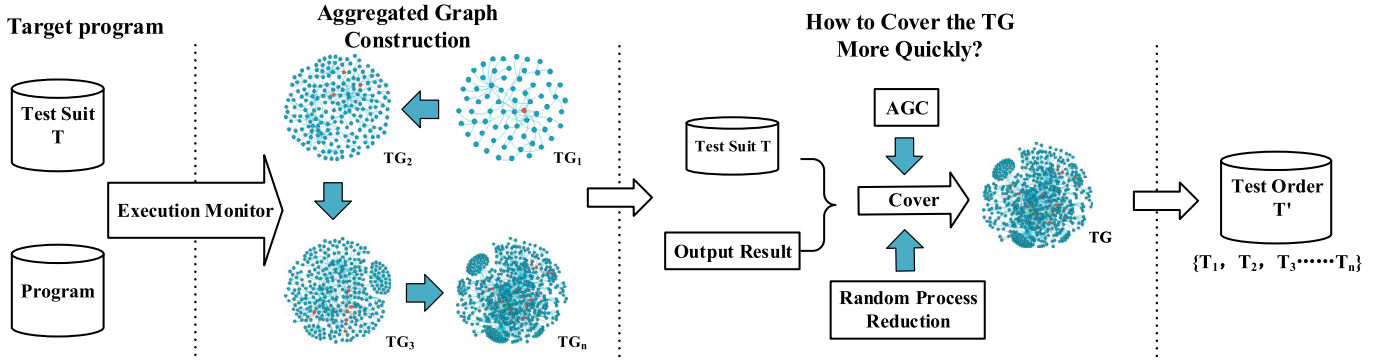 Target program
Aggregated Graph
Construction
How to Cover the TG
More Quickly?
Test Suit
T
Program
Execution Monitor
TG2
TG1
TG3
TGn
Test Suit T
Output Result
AGC
Cover
Random Process
Reduction
TG
Test Order
T'
{T1, T2, T3……Tn}